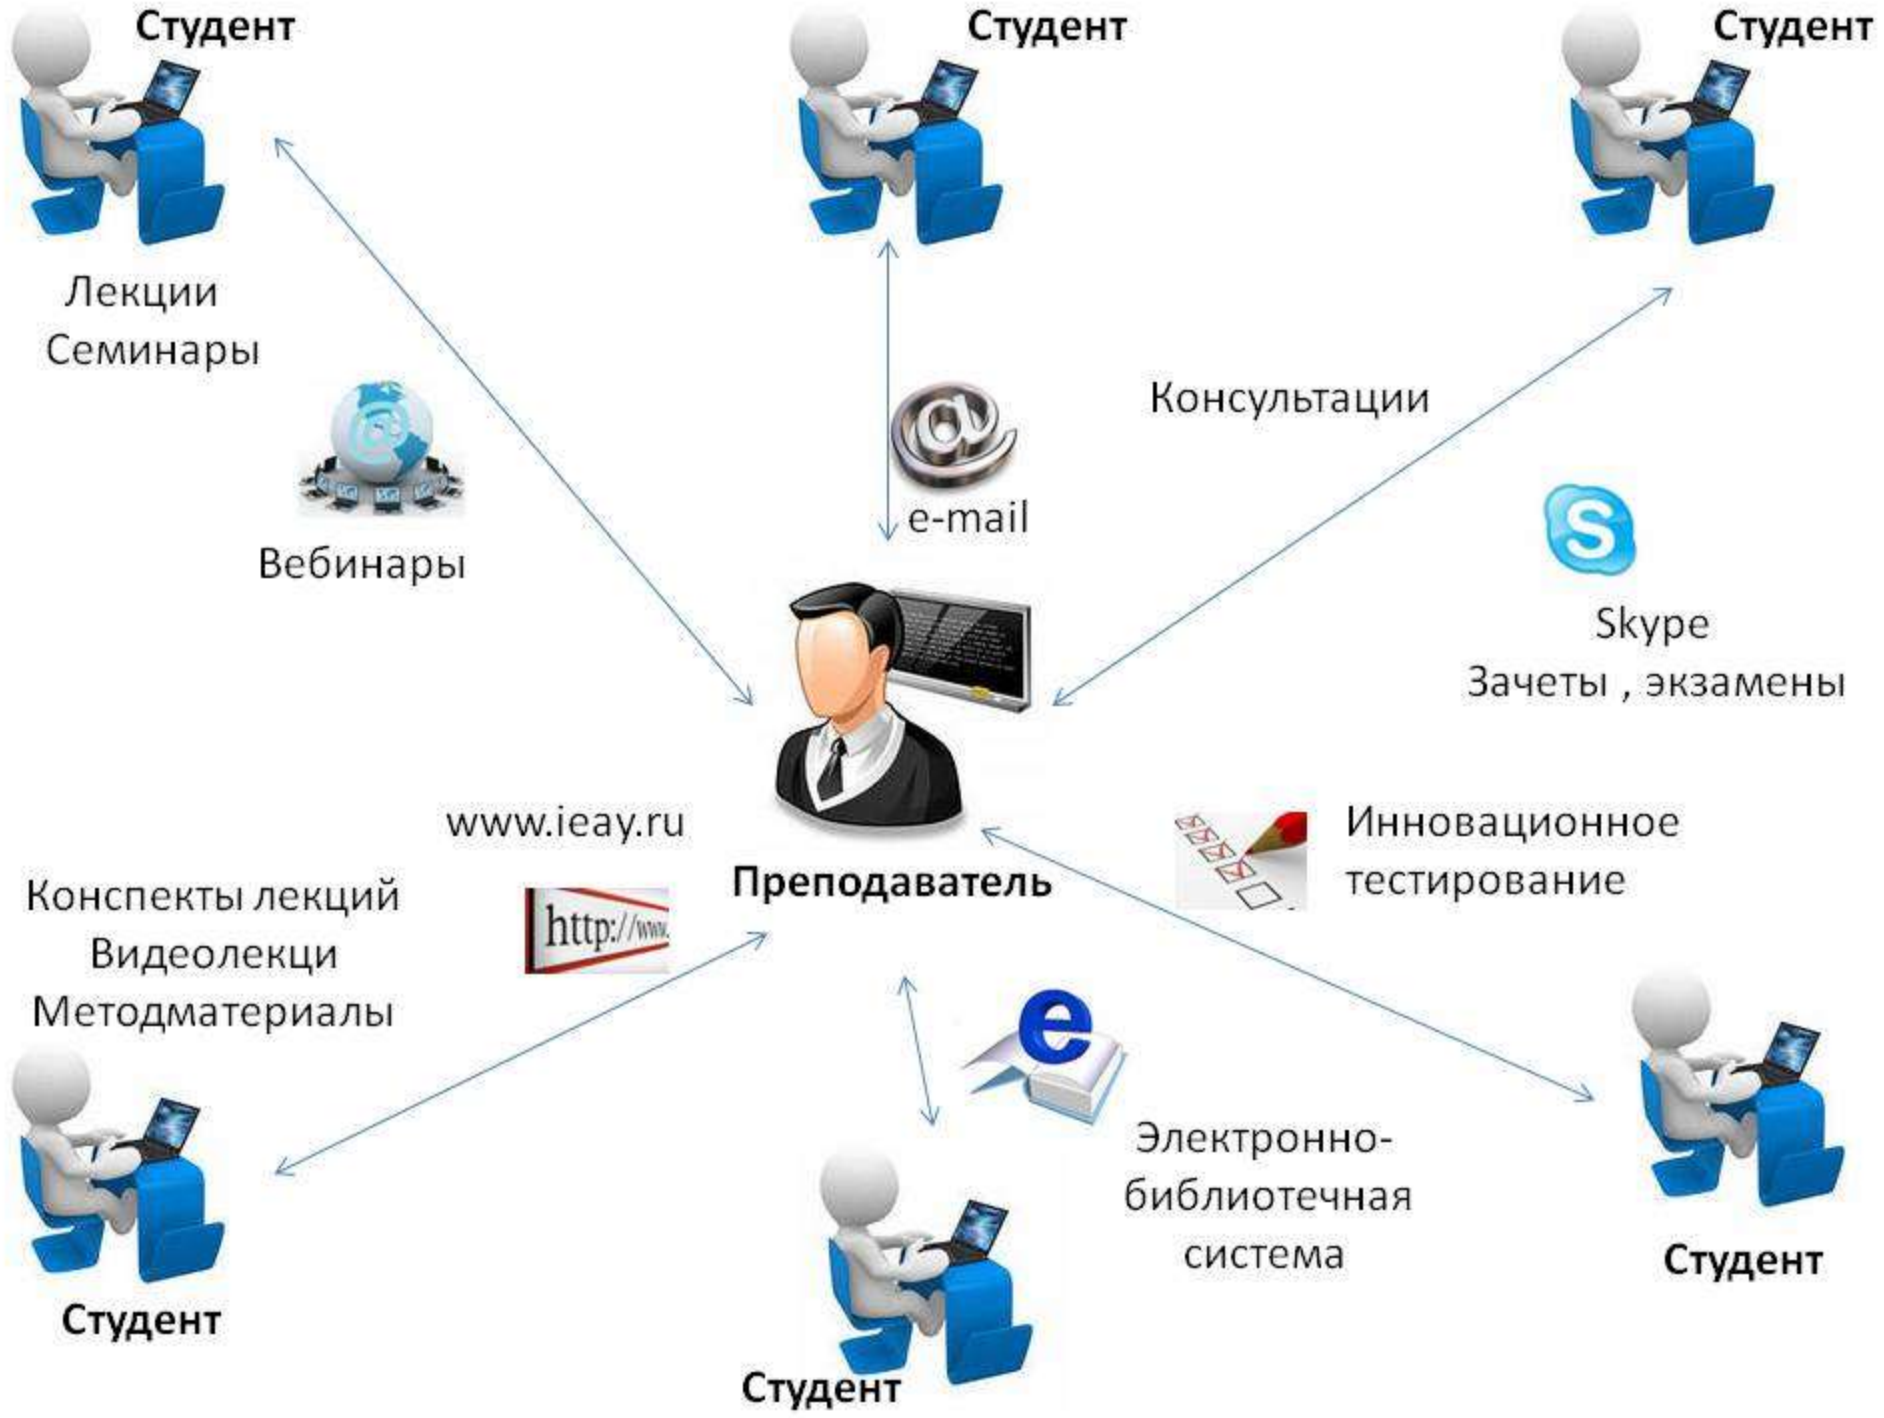 Студент
Студент
Студент
Лекции
Семинары
Вебинары
e-mail
Консультации
S
Skype
Зачеты , экзамены
www.ieay.ru
http://www.
Преподаватель
Инновационное
тестирование
Конспекты лекций
Видеолекци
Методматериалы
e
Электронно-
библиотечная
система
Студент
Студент
Студент